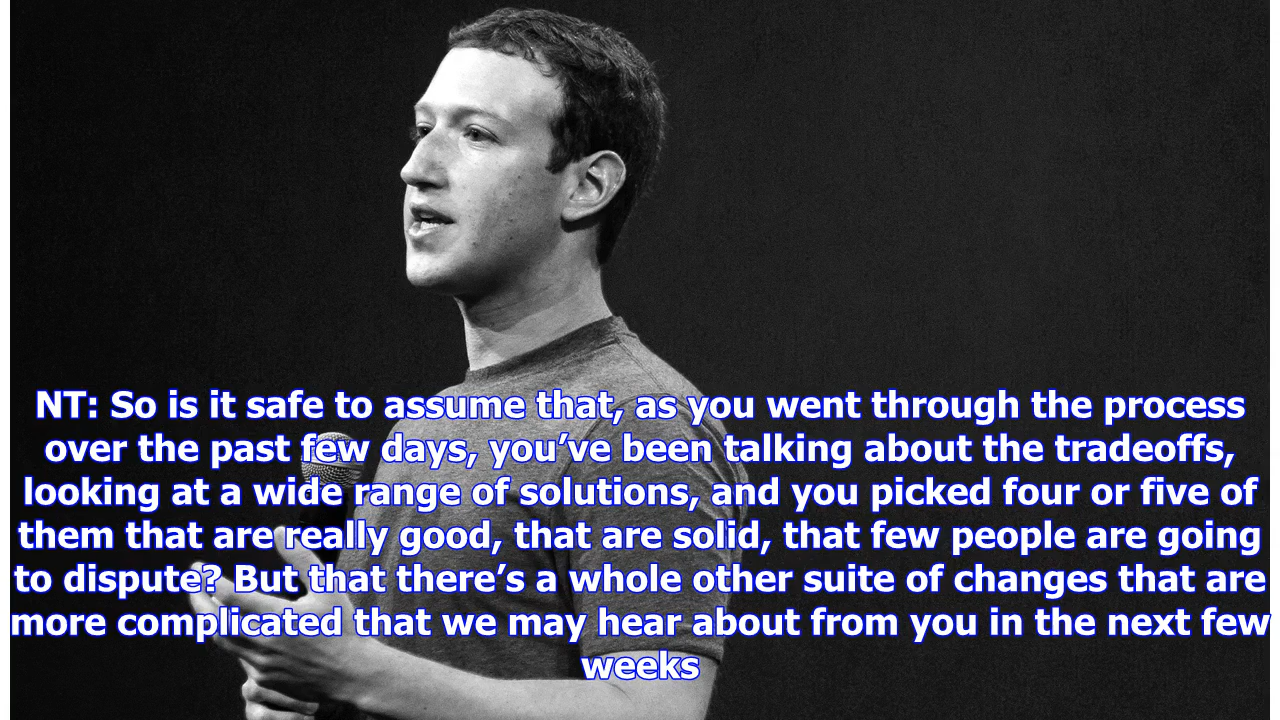 NT: So is it safe to assume that, as you went through the process
over the past few days, you’ve been talking about the tradeoffs,
looking at a wide range of solutions, and you picked four or five of
them that are really good, that are solid, that few people are going
to dispute? But that there’s a whole other suite of changes that are
more complicated that we may hear about from you in the next few
weeks